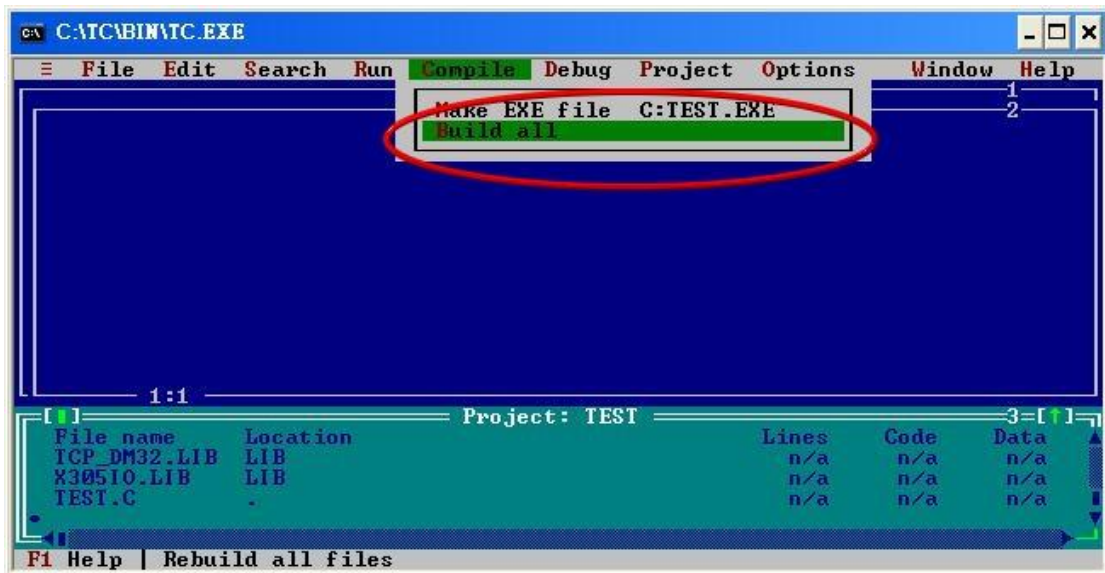 C:\TC\BIN\TC.EXE
≡ File Edit Search Run Compile Debug Project Options Window Help
1
Make EXE file C:TEST.EXE
2
Build all
1:1
Project: TEST
3
File name Location Lines Code Data
TCP_DM32.LIB LIB n/a n/a n/a
X305IO.LIB LIB n/a n/a n/a
TEST.C . n/a n/a n/a
F1 Help | Rebuild all files